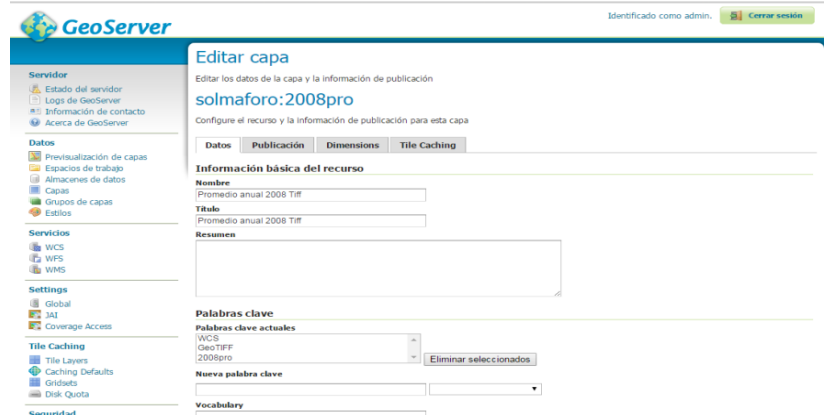 Identificado como admin.
Cerrar sesión
GeoServer
Servidor
Estado del servidor
Logs de GeoServer
Información de contacto
Acerca de GeoServer
Datos
Previsualización de capas
Espacios de trabajo
Almacenes de datos
Capas
Grupos de capas
Estilos
Servicios
WCS
WFS
WMS
Settings
Global
JAI
Coverage Access
Tile Caching
Tile Layers
Caching Defaults
Gridsets
Disk Quota
Seguridad
Editar capa
Editar los datos de la capa y la información de publicación
solmaforo:2008pro
Configure el recurso y la información de publicación para esta capa
Datos Publicación Dimensions Tile Caching
Información básica del recurso
Nombre
Promedio anual 2008 Tiff
Título
Promedio anual 2008 Tiff
Resumen
Palabras clave
Palabras clave actuales
WCS
GeoTIFF
2008pro
Eliminar seleccionados
Nueva palabra clave
Vocabulary